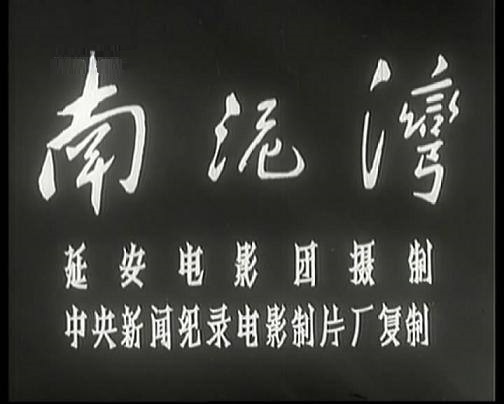 南泥灣
延安电影团摄制
中央新闻纪录电影制片厂复制